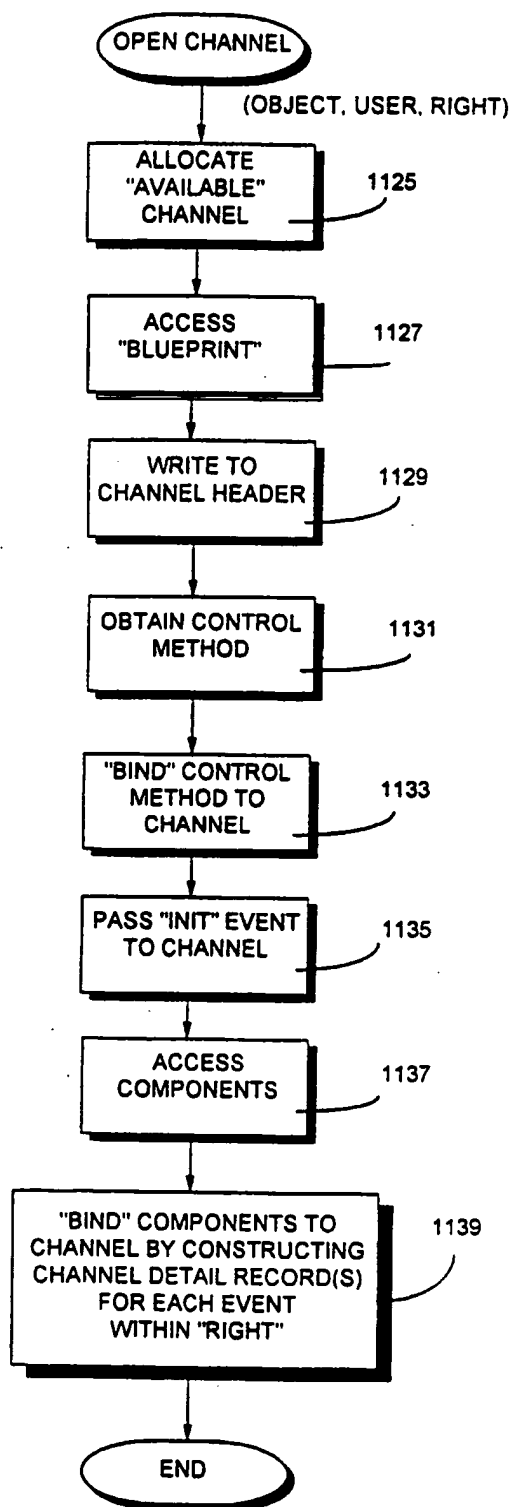 OPEN CHANNEL
(OBJECT, USER, RIGHT)
ALLOCATE
"AVAILABLE"
CHANNEL
1125
ACCESS
"BLUEPRINT"
1127
WRITE TO
CHANNEL HEADER
1129
OBTAIN CONTROL
METHOD
1131
"BIND" CONTROL
METHOD TO
CHANNEL
1133
PASS "INIT" EVENT
TO CHANNEL
1135
ACCESS
COMPONENTS
1137
"BIND" COMPONENTS TO
CHANNEL BY CONSTRUCTING
CHANNEL DETAIL RECORD(S)
FOR EACH EVENT
WITHIN "RIGHT"
1139
END